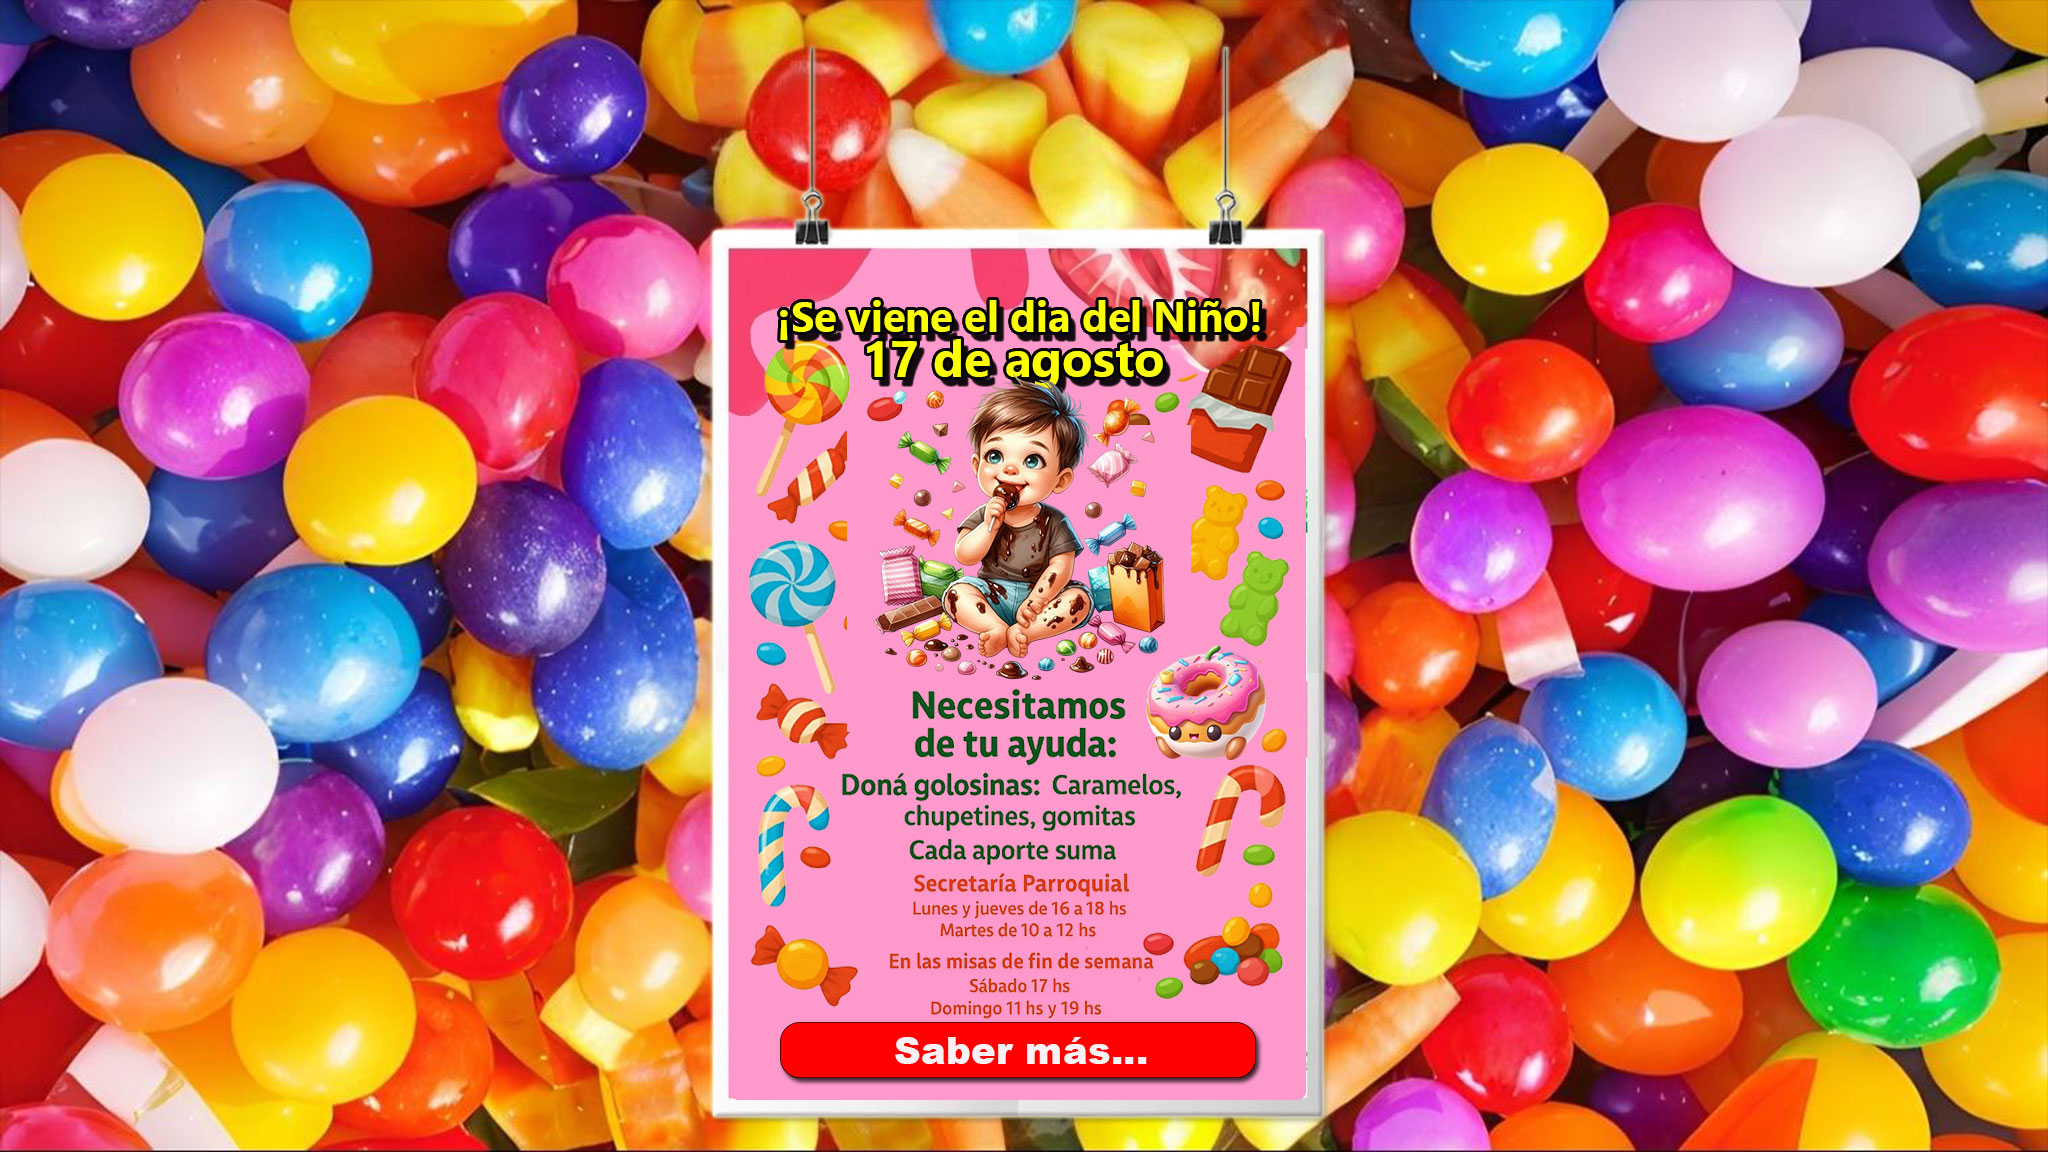 ¡Se viene el dia del Niño!
17 de agosto
Necesitamos
de tu ayuda:
Doná golosinas: Caramelos,
chupetines, gomitas
Cada aporte suma
Secretaría Parroquial
Lunes y jueves de 16 a 18 hs
Martes de 10 a 12 hs
En las misas de fin de semana
Sábado 17 hs
Domingo 11 hs y 19 hs
Saber más...